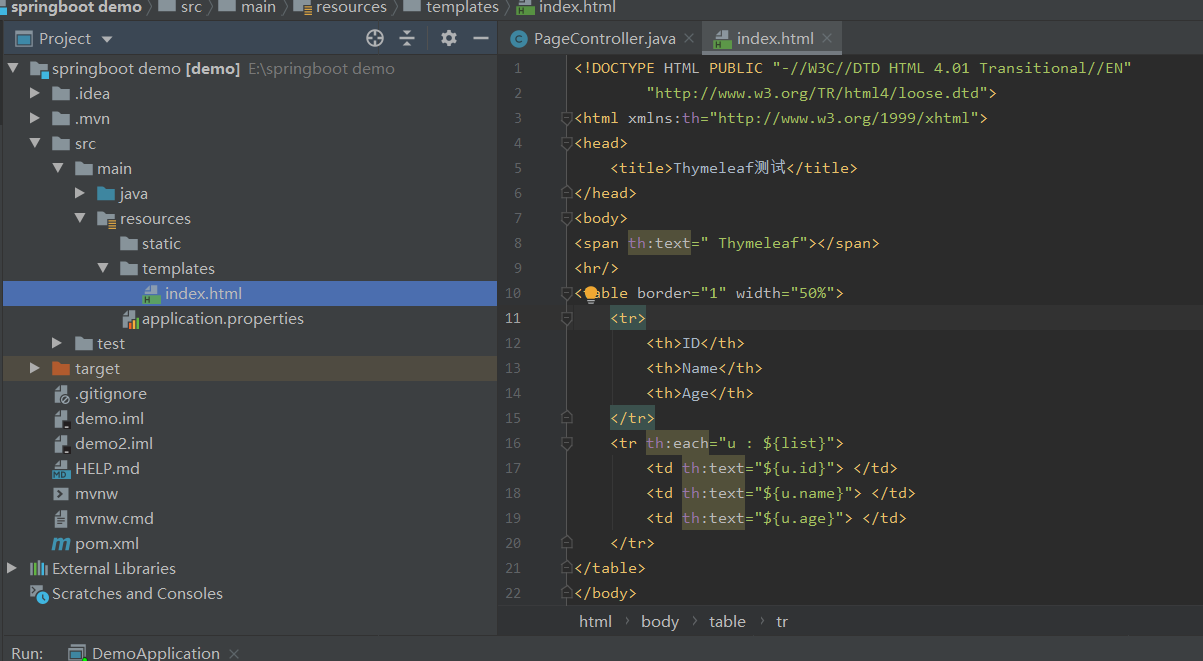 springboot demo src main resources templates index.html
Project
springboot demo [demo] E:\springboot demo
.idea
.mvn
src
main
java
resources
static
templates
index.html
application.properties
test
target
.gitignore
demo.iml
demo2.iml
HELP.md
mvnw
mvnw.cmd
pom.xml
External Libraries
Scratches and Consoles
PageController.java index.html
1 <!DOCTYPE HTML PUBLIC "-//W3C//DTD HTML 4.01 Transitional//EN"
2 "http://www.w3.org/TR/html4/loose.dtd">
3 <html xmlns:th="http://www.w3.org/1999/xhtml">
4 <head>
5 <title>Thymeleaf测试</title>
6 </head>
7 <body>
8 <span th:text=" Thymeleaf"></span>
9 <hr/>
10 <table border="1" width="50%">
11 <tr>
12 <th>ID</th>
13 <th>Name</th>
14 <th>Age</th>
15 </tr>
16 <tr th:each="u : ${list}">
17 <td th:text="${u.id}"> </td>
18 <td th:text="${u.name}"> </td>
19 <td th:text="${u.age}"> </td>
20 </tr>
21 </table>
22 </body>
html body table tr
Run: DemoApplication